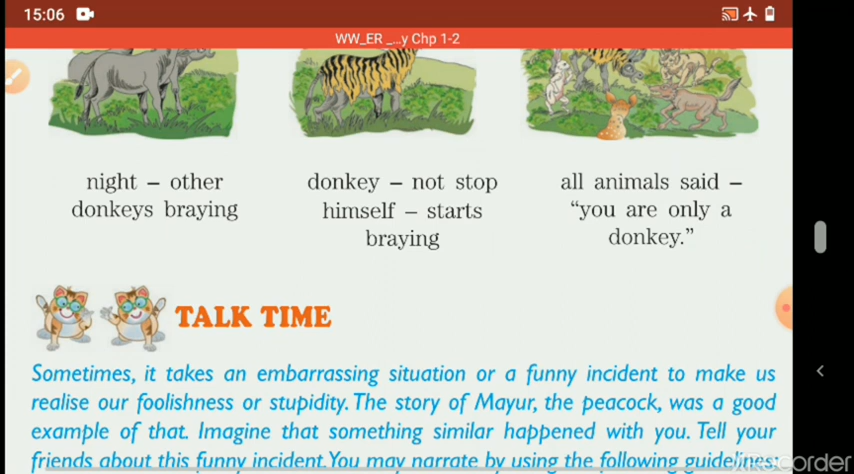 15:06
WW_ER _...y Chp 1-2
night – other
donkeys braying
donkey – not stop
himself – starts
braying
all animals said –
“you are only a
donkey.”
TALK TIME
Sometimes, it takes an embarrassing situation or a funny incident to make us
realise our foolishness or stupidity. The story of Mayur, the peacock, was a good
example of that. Imagine that something similar happened with you. Tell your
friends about this funny incident. You may narrate by using the following guidelines